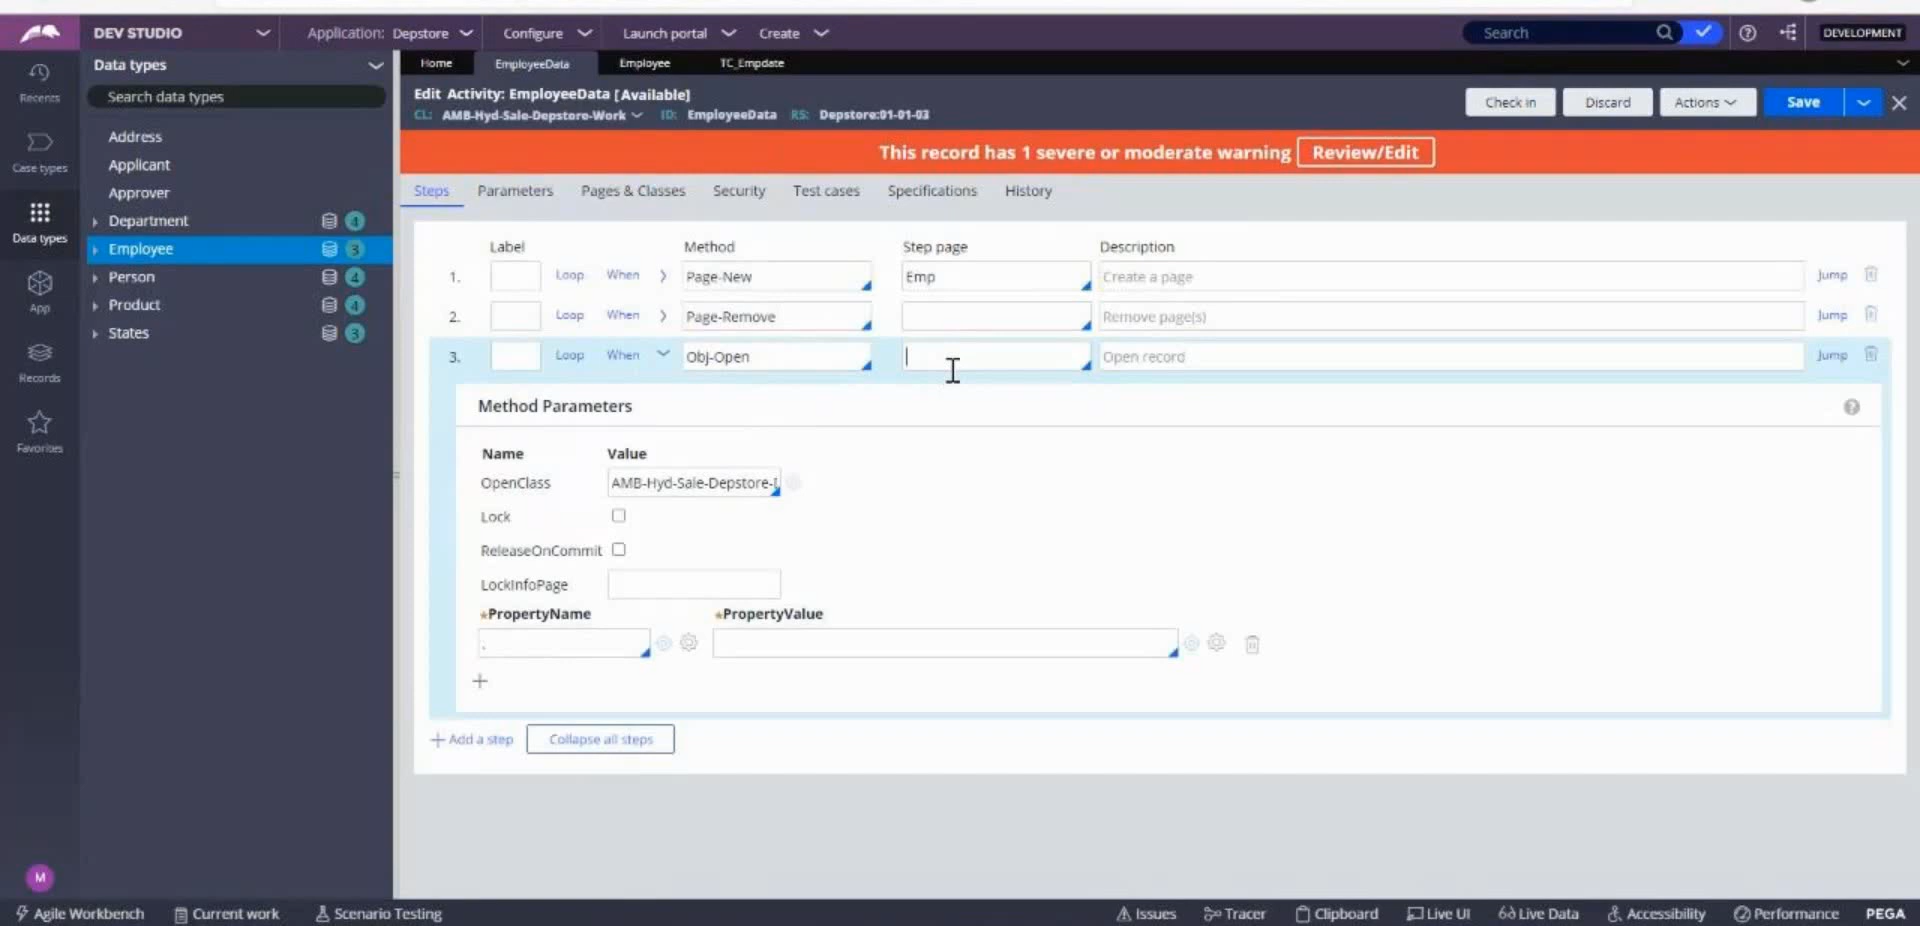 DEV STUDIO
Application: Depstore
Configure
Launch portal
Create
Search
DEVELOPMENT
Recents
Case types
Data types
App
Records
Favorites
M
Data types
Search data types
Address
Applicant
Approver
Department 4
Employee 3
Person 4
Product 4
States 3
Home
EmployeeData
Employee
TC_Empdate
Edit Activity: EmployeeData [Available]
CL: AMB-Hyd-Sale-Depstore-Work ID: EmployeeData RS: Depstore:01-01-03
Check in
Discard
Actions
Save
This record has 1 severe or moderate warning Review/Edit
Steps
Parameters
Pages & Classes
Security
Test cases
Specifications
History
Label Method Step page Description
1. Loop When Page-New Emp Create a page Jump
2. Loop When Page-Remove Remove page(s) Jump
3. Loop When Obj-Open Open record Jump
Method Parameters
Name Value
OpenClass AMB-Hyd-Sale-Depstore-
Lock
ReleaseOnCommit
LockInfoPage
*PropertyName *PropertyValue
.
+ Add a step
Collapse all steps
Agile Workbench
Current work
Scenario Testing
Issues
Tracer
Clipboard
Live UI
Live Data
Accessibility
Performance
PEGA